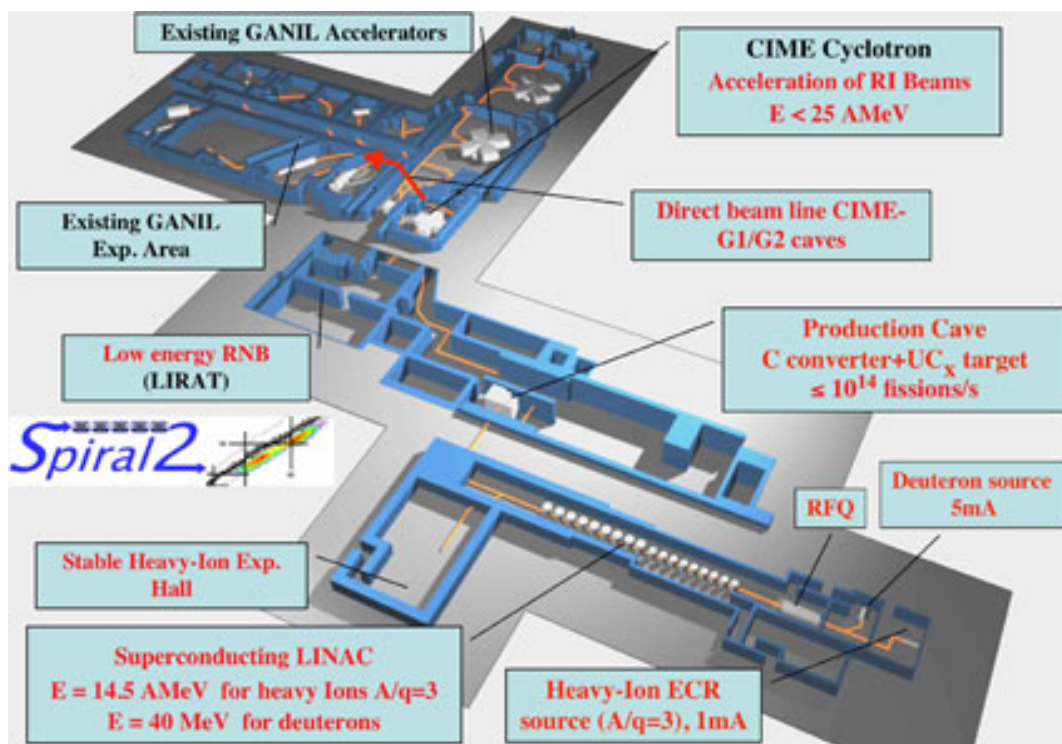 Existing GANIL Accelerators
CIME Cyclotron
Acceleration of RI Beams
E < 25 AMeV
Existing GANIL
Exp. Area
Direct beam line CIME-
G1/G2 caves
Low energy RNB
(LIRAT)
Production Cave
C converter+UCₓ target
≤ 10¹⁴ fissions/s
Spiral2
RFQ
Deuteron source
5mA
Stable Heavy-Ion Exp.
Hall
Superconducting LINAC
E = 14.5 AMeV for heavy Ions A/q=3
E = 40 MeV for deuterons
Heavy-Ion ECR
source (A/q=3), 1mA